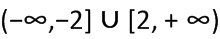 (−∞,−2] ∪ [2, + ∞)